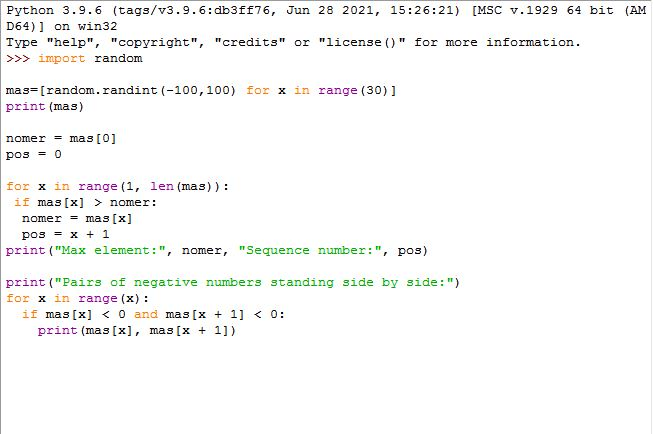 Python 3.9.6 (tags/v3.9.6:db3ff76, Jun 28 2021, 15:26:21) [MSC v.1929 64 bit (AM
D64)] on win32
Type "help", "copyright", "credits" or "license()" for more information.
>>> import random

mas=[random.randint(-100,100) for x in range(30)]
print(mas)

nomer = mas[0]
pos = 0

for x in range(1, len(mas)):
 if mas[x] > nomer:
  nomer = mas[x]
  pos = x + 1
print("Max element:", nomer, "Sequence number:", pos)

print("Pairs of negative numbers standing side by side:")
for x in range(x):
  if mas[x] < 0 and mas[x + 1] < 0:
    print(mas[x], mas[x + 1])